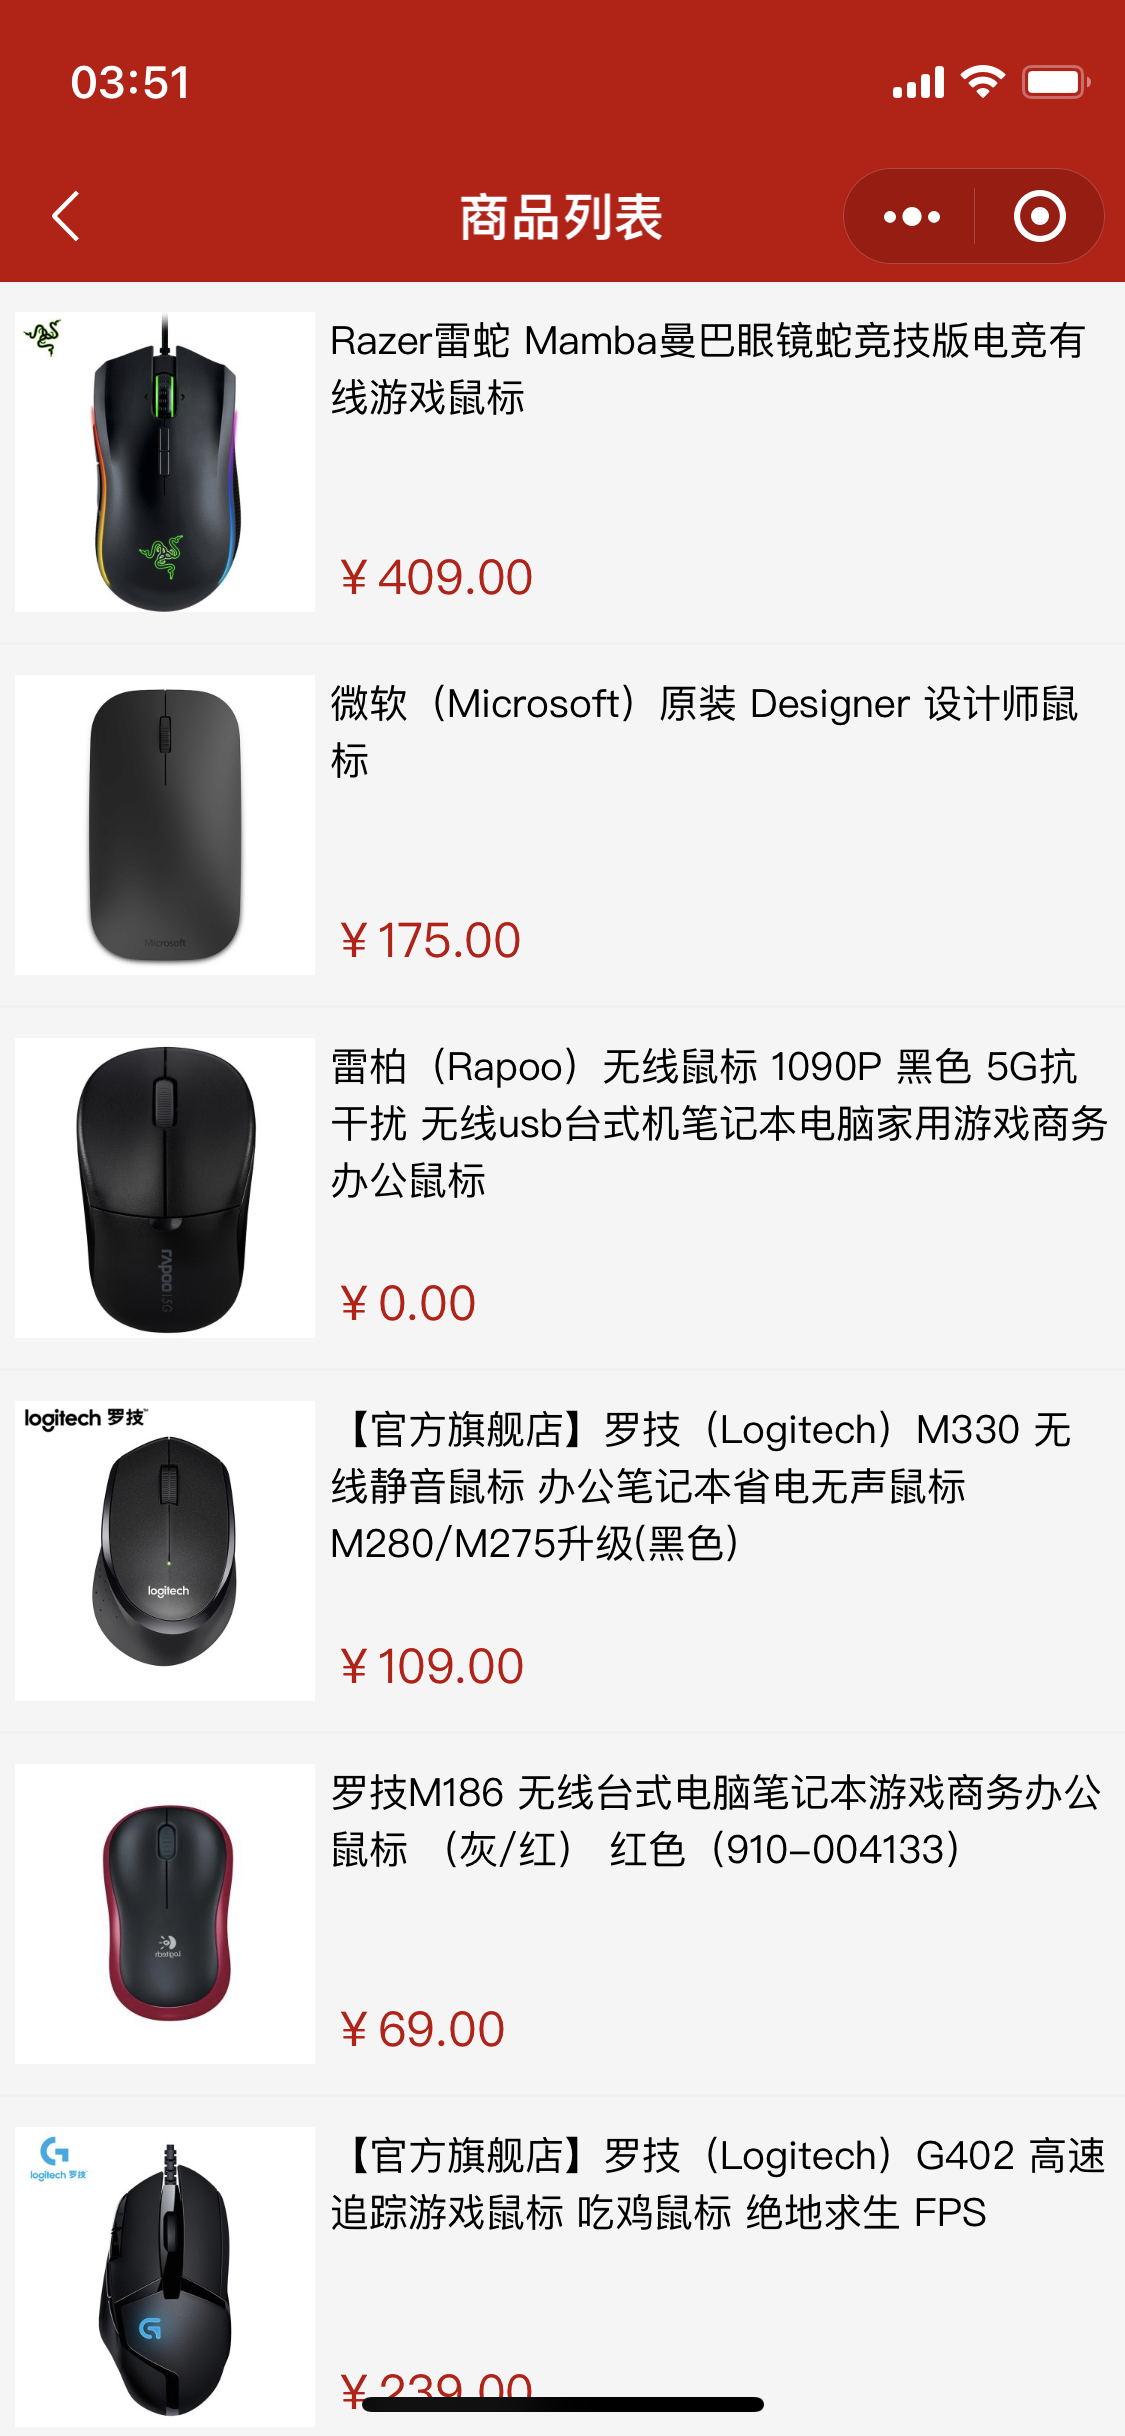 03:51
商品列表
Razer雷蛇 Mamba曼巴眼镜蛇竞技版电竞有
线游戏鼠标
¥409.00
微软（Microsoft）原装 Designer 设计师鼠
标
Microsoft
¥175.00
雷柏（Rapoo）无线鼠标 1090P 黑色 5G抗
干扰 无线usb台式机笔记本电脑家用游戏商务
办公鼠标
rapoo 5G
¥0.00
logitech 罗技™
logitech
【官方旗舰店】罗技（Logitech）M330 无
线静音鼠标 办公笔记本省电无声鼠标
M280/M275升级(黑色)
¥109.00
罗技M186 无线台式电脑笔记本游戏商务办公
鼠标 （灰/红） 红色（910-004133）
Logitech
¥69.00
logitech 罗技
【官方旗舰店】罗技（Logitech）G402 高速
追踪游戏鼠标 吃鸡鼠标 绝地求生 FPS
¥239.00